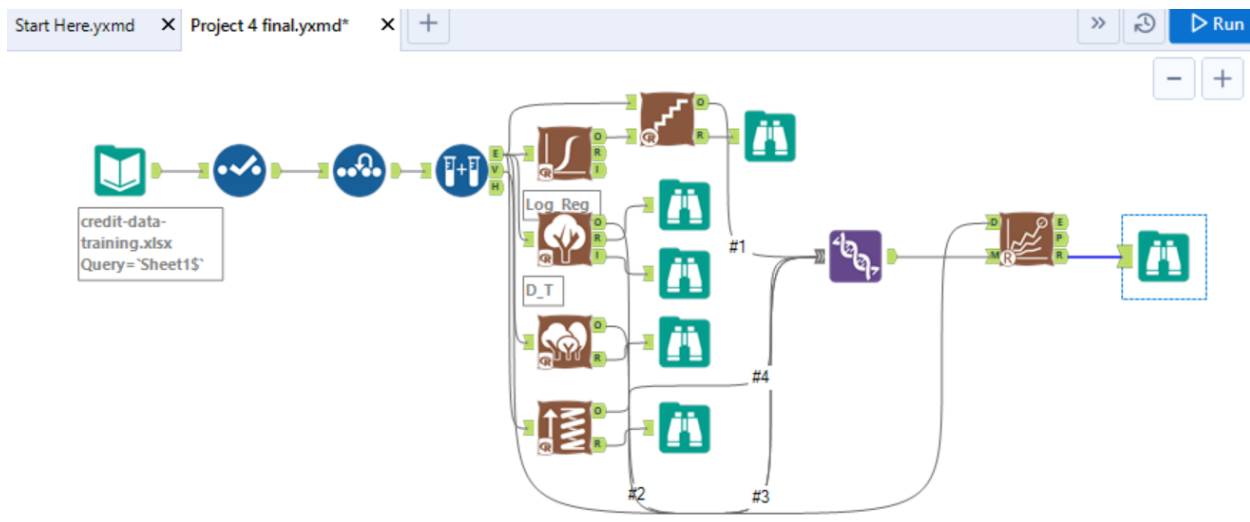 Start Here.yxmd
Project 4 final.yxmd*
Run
O
R
E
V
H
O
R
I
R
R
credit-data-
training.xlsx
Query=`Sheet1$`
Log_Reg
O
R
I
R
#1
D
M
E
P
R
R
D_T
O
R
R
#4
O
R
R
#2
#3